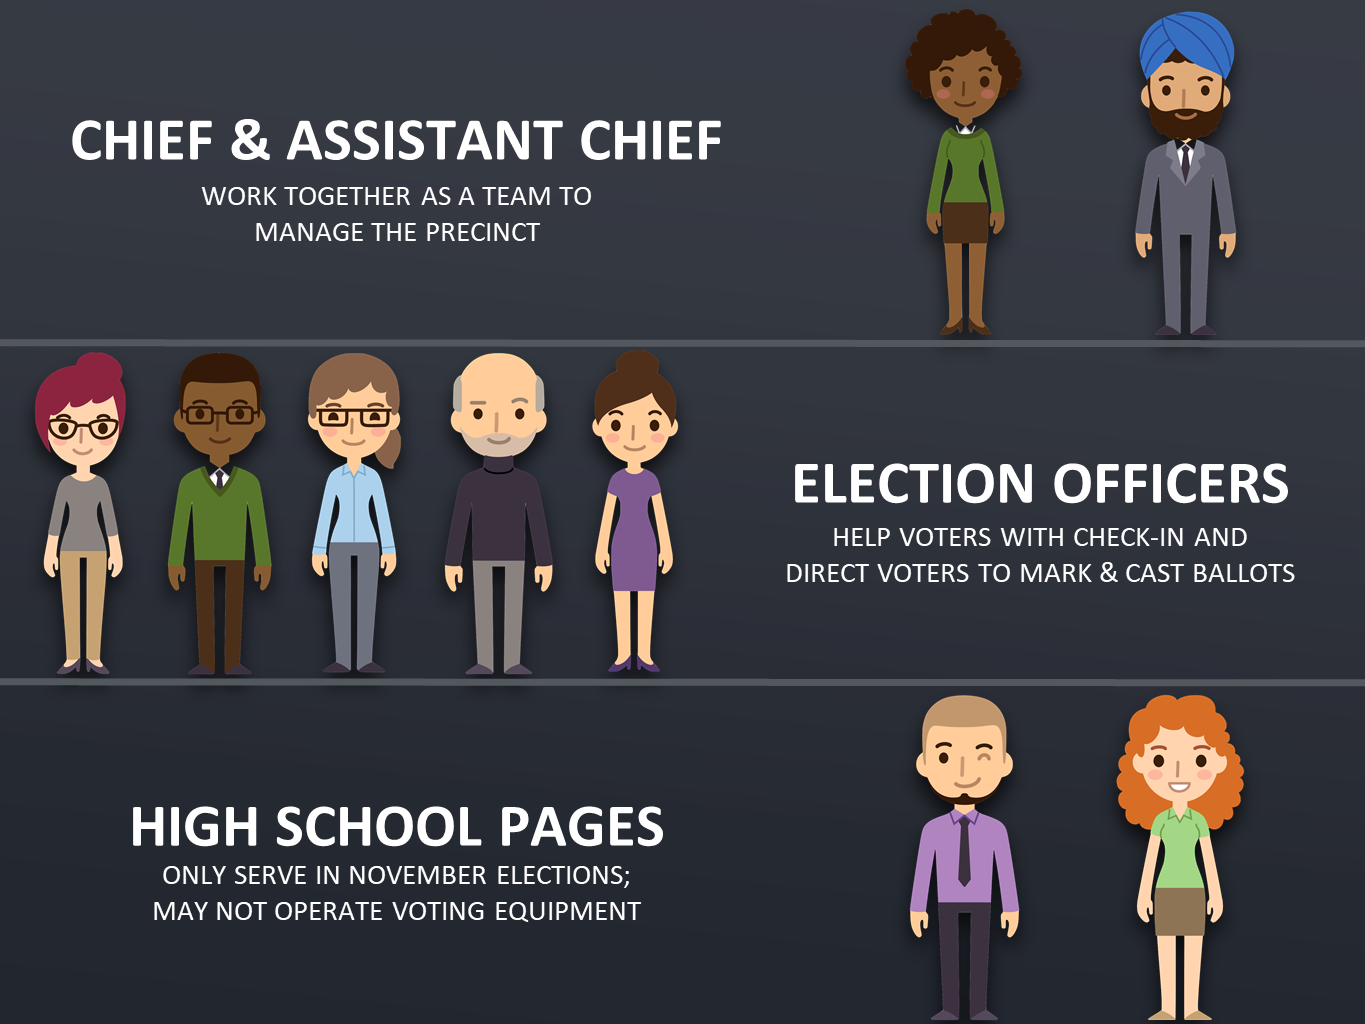 CHIEF & ASSISTANT CHIEF
WORK TOGETHER AS A TEAM TO
MANAGE THE PRECINCT
ELECTION OFFICERS
HELP VOTERS WITH CHECK-IN AND
DIRECT VOTERS TO MARK & CAST BALLOTS
HIGH SCHOOL PAGES
ONLY SERVE IN NOVEMBER ELECTIONS;
MAY NOT OPERATE VOTING EQUIPMENT